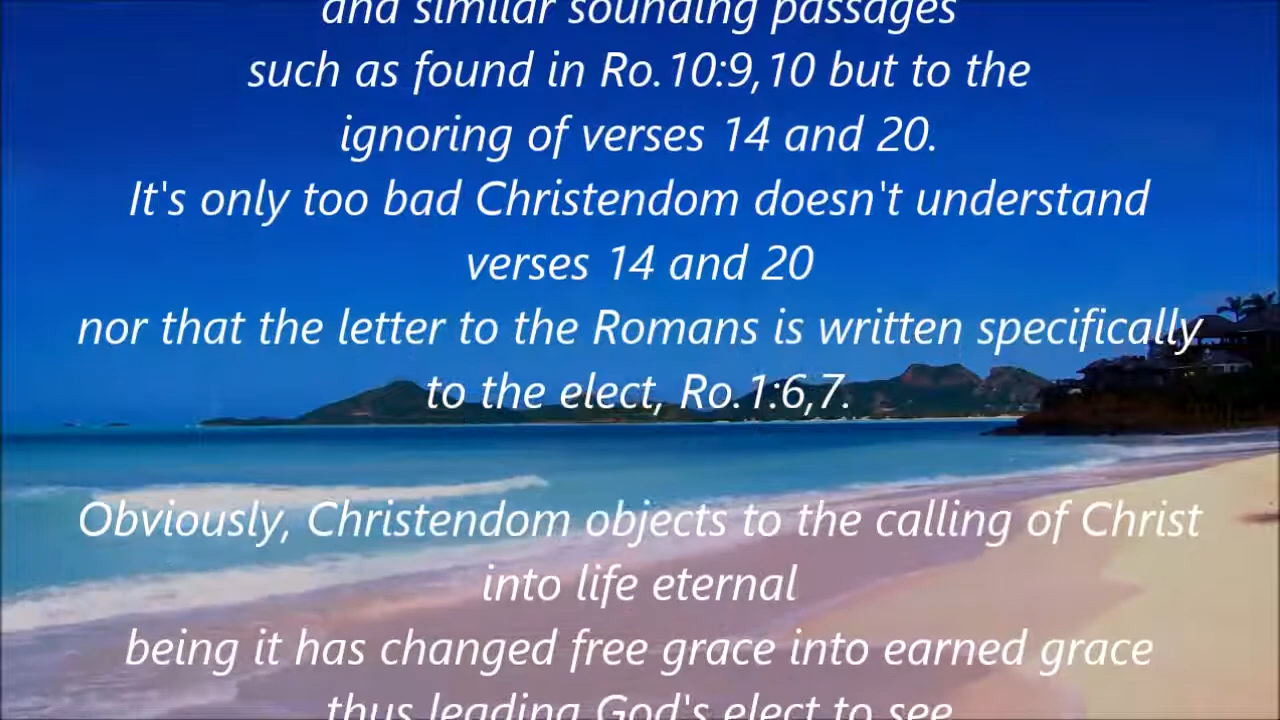 and similar sounding passages
such as found in Ro.10:9,10 but to the
ignoring of verses 14 and 20.
It's only too bad Christendom doesn't understand
verses 14 and 20
nor that the letter to the Romans is written specifically
to the elect, Ro.1:6,7.
Obviously, Christendom objects to the calling of Christ
into life eternal
being it has changed free grace into earned grace
thus leading God's elect to see